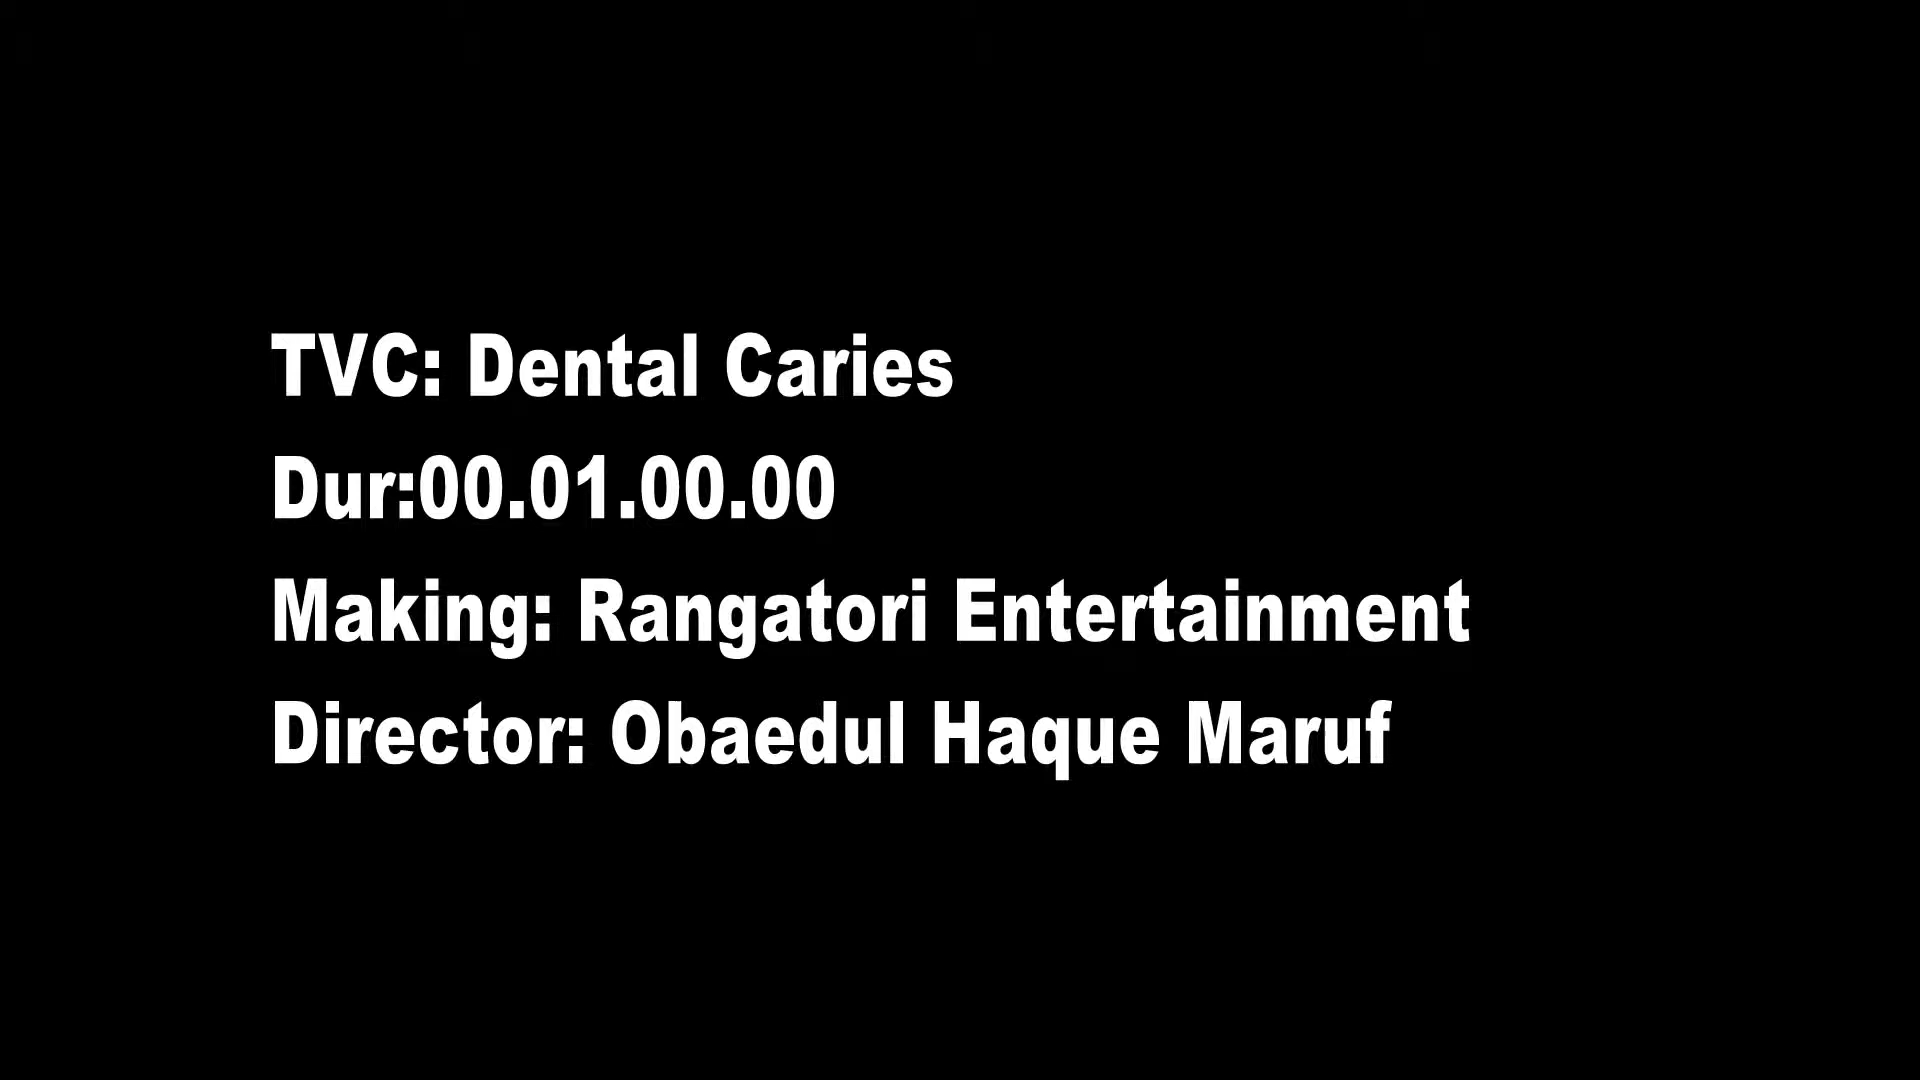 TVC: Dental Caries
Dur:00.01.00.00
Making: Rangatori Entertainment
Director: Obaedul Haque Maruf